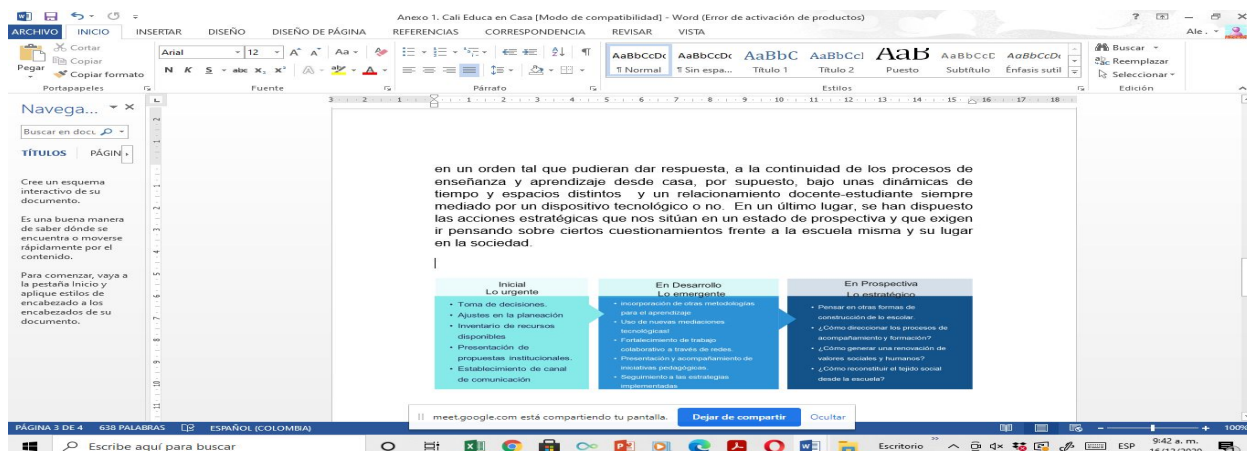 Anexo 1. Cali Educa en Casa [Modo de compatibilidad] - Word (Error de activación de productos)
ARCHIVO INICIO INSERTAR DISEÑO DISEÑO DE PÁGINA REFERENCIAS CORRESPONDENCIA REVISAR VISTA Ale.
Cortar
Copiar
Copiar formato
Pegar
Portapapeles
Arial 12
N K S abc
Fuente
Párrafo
AaBbCcDc AaBbCcDc AaBbC AaBbCcl AaB AaBbCcC AaBbCcDc
¶ Normal ¶ Sin espa... Título 1 Título 2 Puesto Subtítulo Énfasis sutil
Estilos
Buscar
Reemplazar
Seleccionar
Edición
Navega...
Buscar en docu
TÍTULOS PÁGIN
Cree un esquema
interactivo de su
documento.
Es una buena manera
de saber dónde se
encuentra o moverse
rápidamente por el
contenido.
Para comenzar, vaya a
la pestaña Inicio y
aplique estilos de
encabezado a los
encabezados de su
documento.
en un orden tal que pudieran dar respuesta, a la continuidad de los procesos de
enseñanza y aprendizaje desde casa, por supuesto, bajo unas dinámicas de
tiempo y espacios distintos y un relacionamiento docente-estudiante siempre
mediado por un dispositivo tecnológico o no. En un último lugar, se han dispuesto
las acciones estratégicas que nos sitúan en un estado de prospectiva y que exigen
ir pensando sobre ciertos cuestionamientos frente a la escuela misma y su lugar
en la sociedad.
Inicial
Lo urgente
• Toma de decisiones.
• Ajustes en la planeación
• Inventario de recursos
disponibles
• Presentación de
propuestas institucionales.
• Establecimiento de canal
de comunicación
En Desarrollo
Lo emergente
• incorporación de otras metodologías
para el aprendizaje
• Uso de nuevas mediaciones
tecnológicasl
• Fortalecimiento de trabajo
colaborativo a través de redes.
• Presentación y acompañamiento de
iniciativas pedagógicas.
• Seguimiento a las estrategias
implementadas
En Prospectiva
Lo estratégico
• Pensar en otras formas de
construcción de lo escolar.
• ¿Cómo direccionar los procesos de
acompañamiento y formación?
• ¿Cómo generar una renovación de
valores sociales y humanos?
• ¿Cómo reconstituir el tejido social
desde la escuela?
meet.google.com está compartiendo tu pantalla. Dejar de compartir Ocultar
PÁGINA 3 DE 4 638 PALABRAS ESPAÑOL (COLOMBIA) 100%
Escribe aquí para buscar Escritorio ESP 9:42 a. m.
16/12/2020